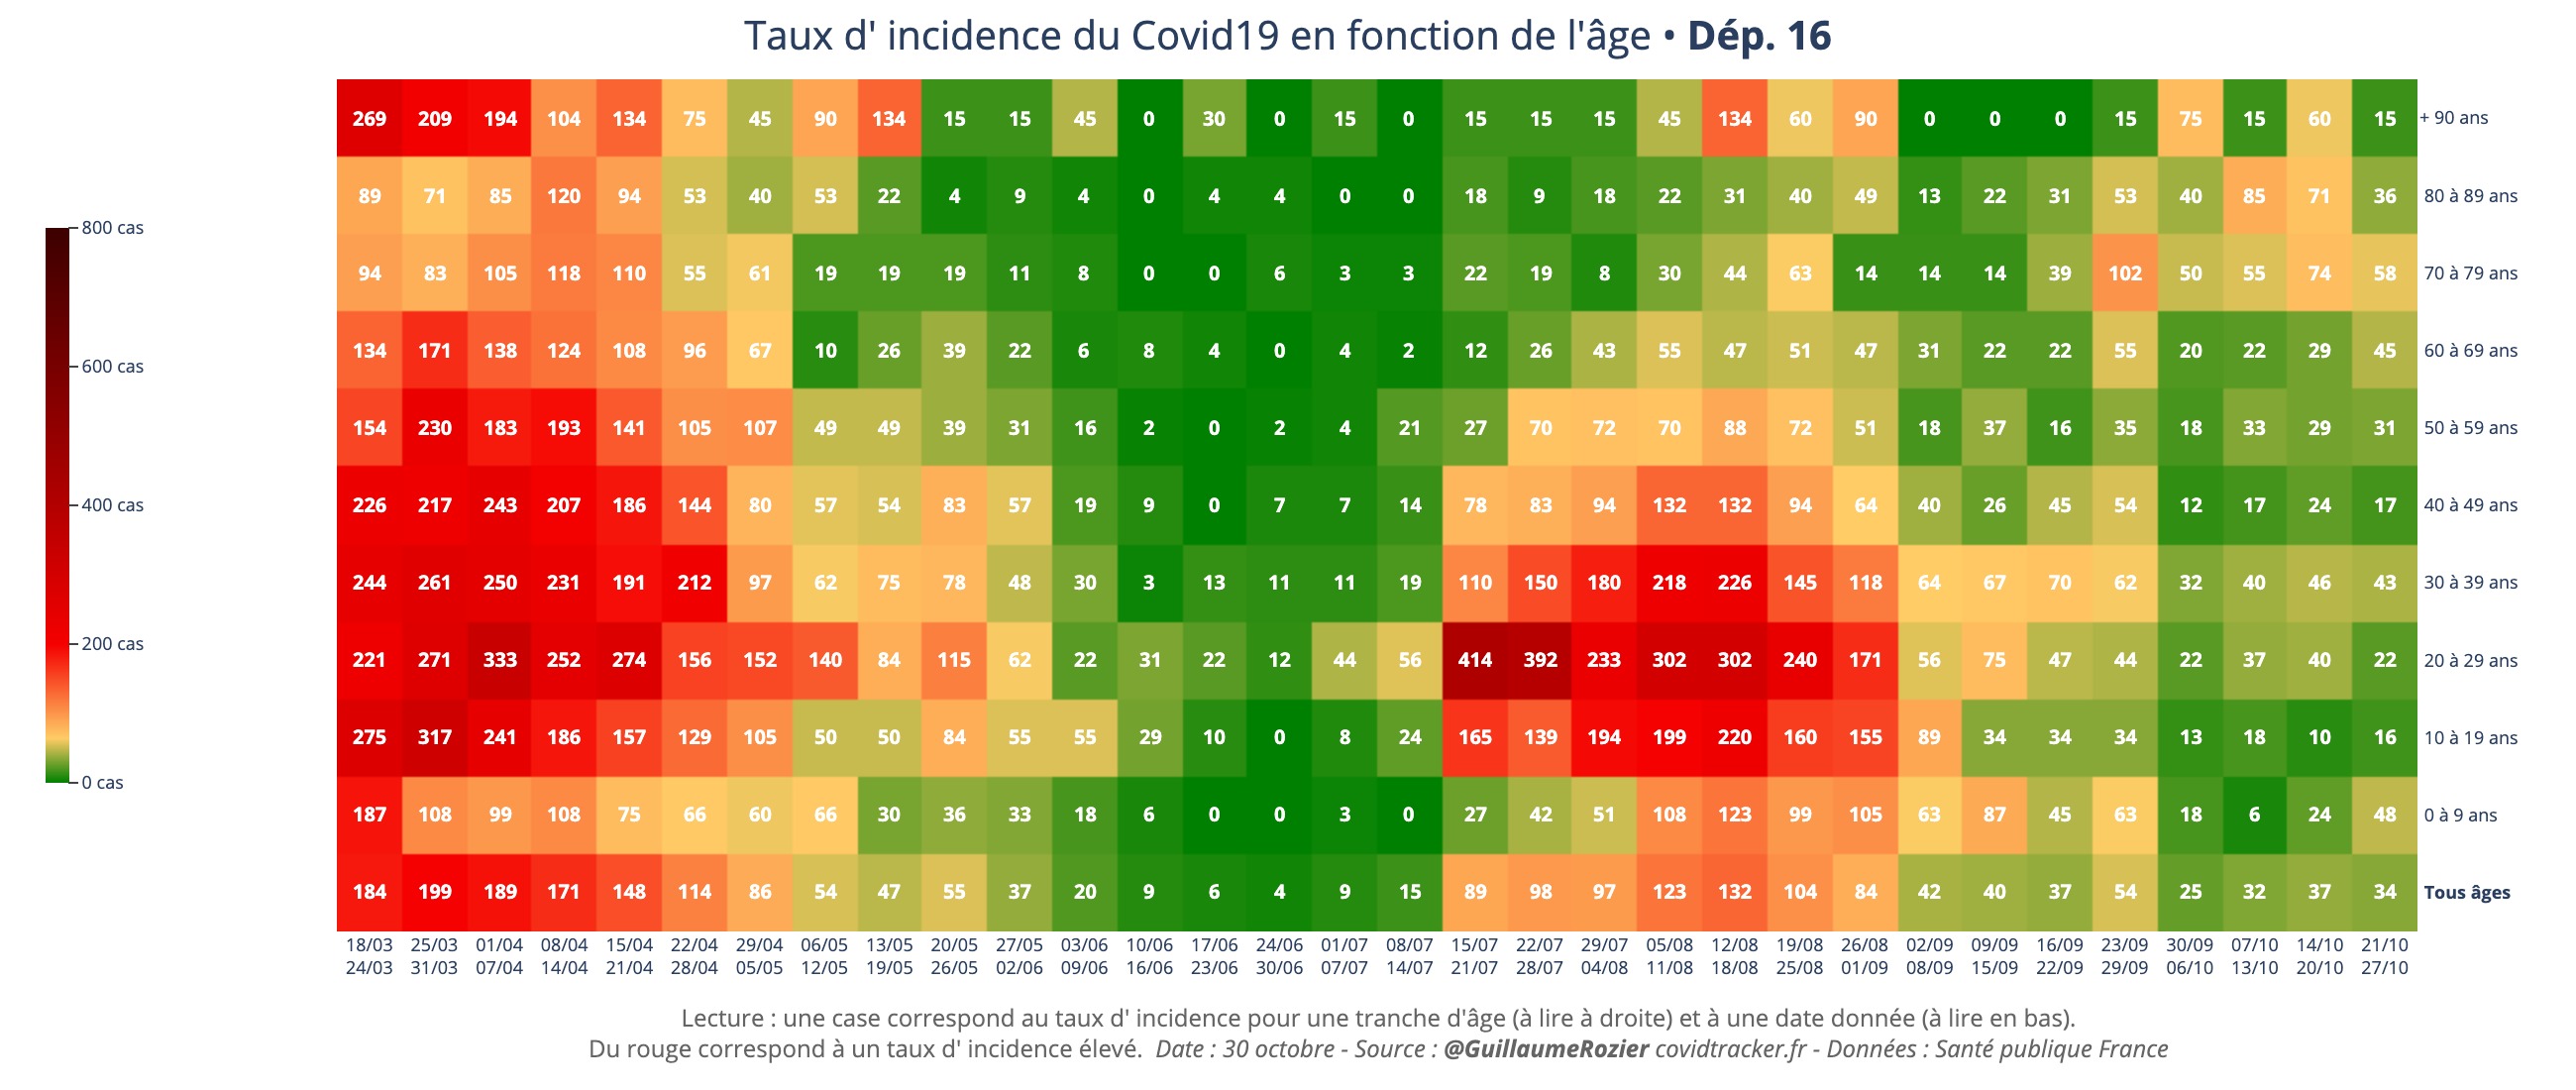 Taux d' incidence du Covid19 en fonction de l'âge • Dép. 16
269 209 194 104 134 75 45 90 134 15 15 45 0 30 0 15 0 15 15 15 45 134 60 90 0 0 0 15 75 15 60 15 + 90 ans
89 71 85 120 94 53 40 53 22 4 9 4 0 4 4 0 0 18 9 18 22 31 40 49 13 22 31 53 40 85 71 36 80 à 89 ans
800 cas
94 83 105 118 110 55 61 19 19 19 11 8 0 0 6 3 3 22 19 8 30 44 63 14 14 14 39 102 50 55 74 58 70 à 79 ans
134 171 138 124 108 96 67 10 26 39 22 6 8 4 0 4 2 12 26 43 55 47 51 47 31 22 22 55 20 22 29 45 60 à 69 ans
600 cas
154 230 183 193 141 105 107 49 49 39 31 16 2 0 2 4 21 27 70 72 70 88 72 51 18 37 16 35 18 33 29 31 50 à 59 ans
400 cas
226 217 243 207 186 144 80 57 54 83 57 19 9 0 7 7 14 78 83 94 132 132 94 64 40 26 45 54 12 17 24 17 40 à 49 ans
244 261 250 231 191 212 97 62 75 78 48 30 3 13 11 11 19 110 150 180 218 226 145 118 64 67 70 62 32 40 46 43 30 à 39 ans
200 cas
221 271 333 252 274 156 152 140 84 115 62 22 31 22 12 44 56 414 392 233 302 302 240 171 56 75 47 44 22 37 40 22 20 à 29 ans
275 317 241 186 157 129 105 50 50 84 55 55 29 10 0 8 24 165 139 194 199 220 160 155 89 34 34 34 13 18 10 16 10 à 19 ans
0 cas
187 108 99 108 75 66 60 66 30 36 33 18 6 0 0 3 0 27 42 51 108 123 99 105 63 87 45 63 18 6 24 48 0 à 9 ans
184 199 189 171 148 114 86 54 47 55 37 20 9 6 4 9 15 89 98 97 123 132 104 84 42 40 37 54 25 32 37 34 Tous âges
18/03 25/03 01/04 08/04 15/04 22/04 29/04 06/05 13/05 20/05 27/05 03/06 10/06 17/06 24/06 01/07 08/07 15/07 22/07 29/07 05/08 12/08 19/08 26/08 02/09 09/09 16/09 23/09 30/09 07/10 14/10 21/10
24/03 31/03 07/04 14/04 21/04 28/04 05/05 12/05 19/05 26/05 02/06 09/06 16/06 23/06 30/06 07/07 14/07 21/07 28/07 04/08 11/08 18/08 25/08 01/09 08/09 15/09 22/09 29/09 06/10 13/10 20/10 27/10
Lecture : une case correspond au taux d' incidence pour une tranche d'âge (à lire à droite) et à une date donnée (à lire en bas).
Du rouge correspond à un taux d' incidence élevé. Date : 30 octobre - Source : @GuillaumeRozier covidtracker.fr - Données : Santé publique France